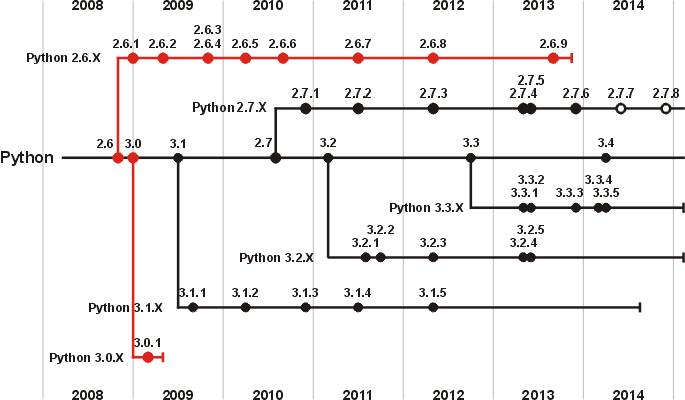 2008 2009 2010 2011 2012 2013 2014
2.6.3
Python 2.6.X 2.6.1 2.6.2 2.6.4 2.6.5 2.6.6 2.6.7 2.6.8 2.6.9
2.7.5
Python 2.7.X 2.7.1 2.7.2 2.7.3 2.7.4 2.7.6 2.7.7 2.7.8
Python 2.6 3.0 3.1 2.7 3.2 3.3 3.4
3.3.2 3.3.4
Python 3.3.X 3.3.1 3.3.3 3.3.5
3.2.2 3.2.5
Python 3.2.X 3.2.1 3.2.3 3.2.4
Python 3.1.X 3.1.1 3.1.2 3.1.3 3.1.4 3.1.5
Python 3.0.X 3.0.1
2008 2009 2010 2011 2012 2013 2014